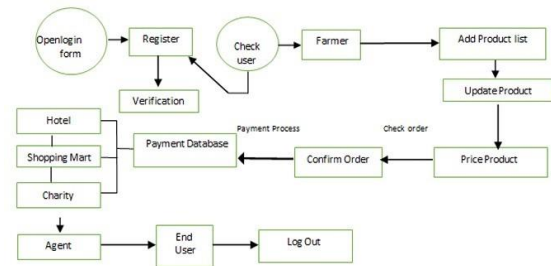 Openlogin
form
Register
Check
user
Farmer
Add Product list
Verification
Update Product
Hotel
Shopping Mart
Charity
Payment Database
Payment Process
Confirm Order
Check order
Price Product
Agent
End
User
Log Out